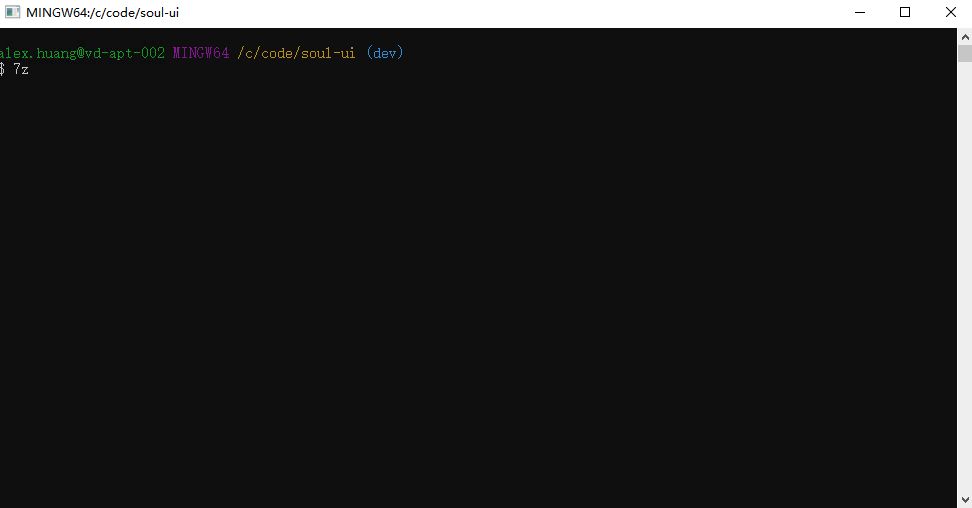 MINGW64:/c/code/soul-ui
alex.huang@vd-apt-002 MINGW64 /c/code/soul-ui (dev)
$ 7z